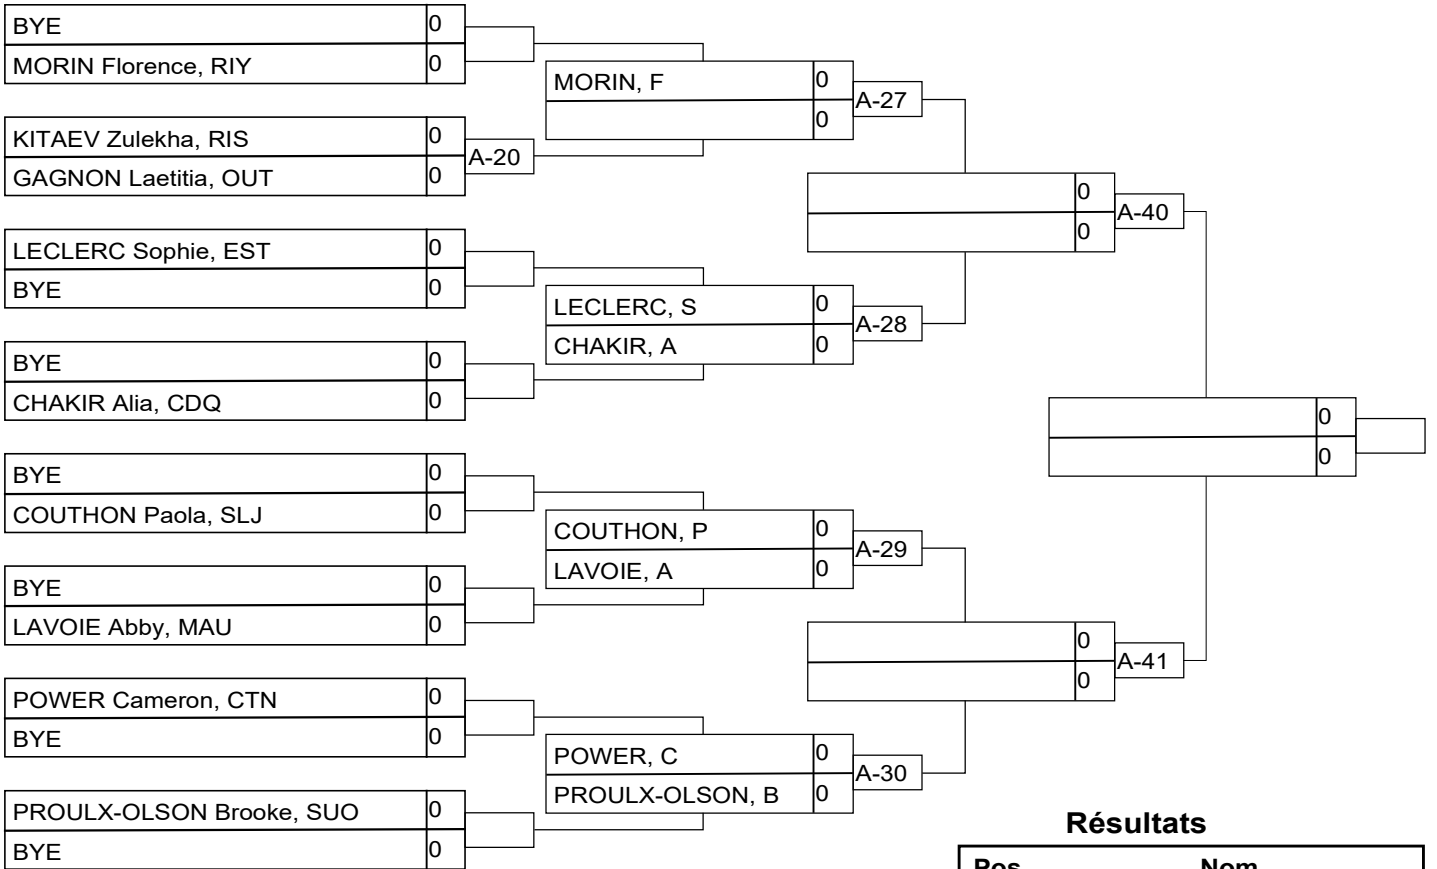 BYE 0
MORIN Florence, RIY 0
KITAEV Zulekha, RIS 0
GAGNON Laetitia, OUT 0
A-20
LECLERC Sophie, EST 0
BYE 0
BYE 0
CHAKIR Alia, CDQ 0
BYE 0
COUTHON Paola, SLJ 0
BYE 0
LAVOIE Abby, MAU 0
POWER Cameron, CTN 0
BYE 0
PROULX-OLSON Brooke, SUO 0
BYE 0
MORIN, F 0
0
A-27
LECLERC, S 0
CHAKIR, A 0
A-28
COUTHON, P 0
LAVOIE, A 0
A-29
POWER, C 0
PROULX-OLSON, B 0
A-30
0
0
A-40
0
0
A-41
0
0
Résultats
Pos Nom